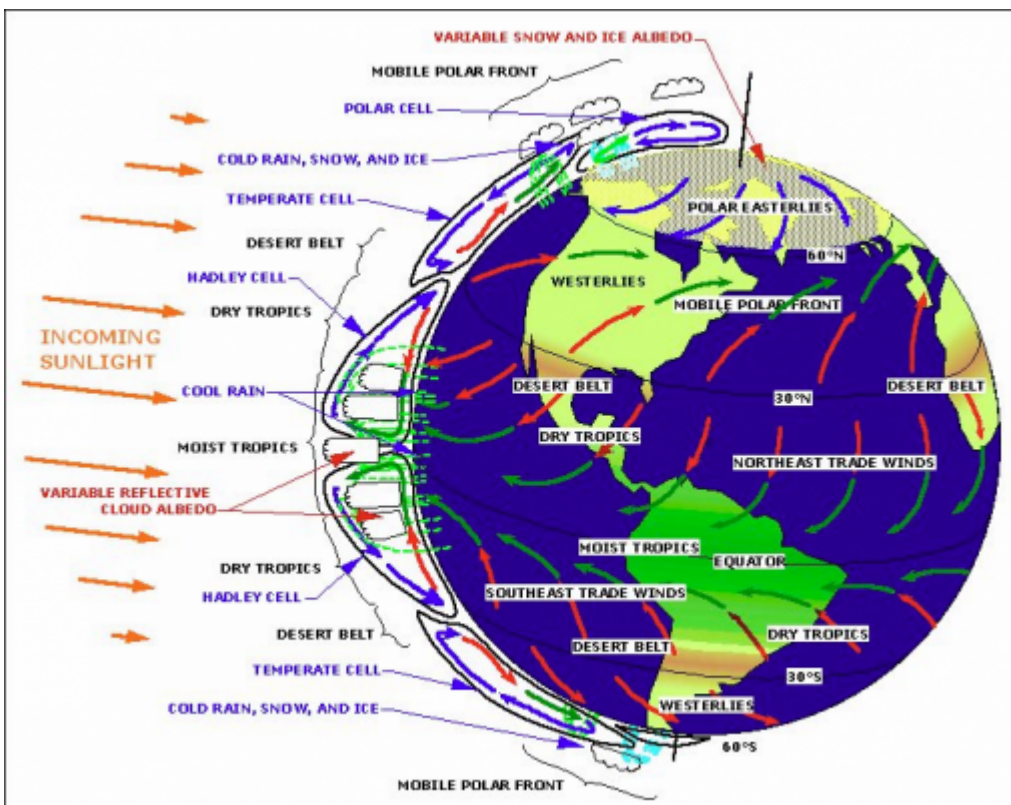 VARIABLE SNOW AND ICE ALBEDO
MOBILE POLAR FRONT
POLAR CELL
COLD RAIN, SNOW, AND ICE
TEMPERATE CELL
POLAR EASTERLIES
DESERT BELT
60°N
HADLEY CELL
WESTERLIES
MOBILE POLAR FRONT
DRY TROPICS
INCOMING
SUNLIGHT
COOL RAIN
DESERT BELT
DESERT BELT
30°N
DRY TROPICS
MOIST TROPICS
NORTHEAST TRADE WINDS
VARIABLE REFLECTIVE
CLOUD ALBEDO
MOIST TROPICS
EQUATOR
DRY TROPICS
HADLEY CELL
SOUTHEAST TRADE WINDS
DESERT BELT
DRY TROPICS
DESERT BELT
TEMPERATE CELL
30°S
COLD RAIN, SNOW, AND ICE
WESTERLIES
60°S
MOBILE POLAR FRONT